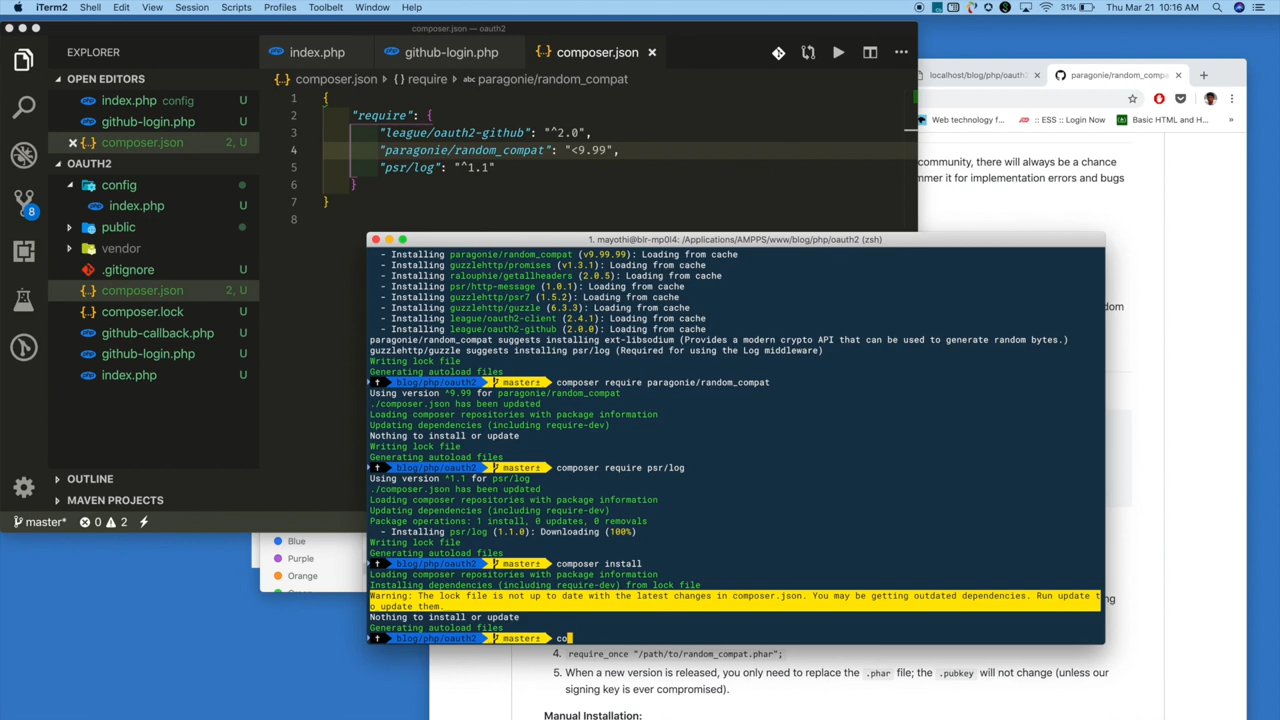 iTerm2 Shell Edit View Session Scripts Profiles Toolbelt Window Help
31% Thu Mar 21 10:16 AM
composer.json — oauth2
EXPLORER
index.php github-login.php {} composer.json ×
OPEN EDITORS
index.php config U
github-login.php U
composer.json 2, U
OAUTH2
config
index.php U
public
vendor
.gitignore U
{} composer.json 2, U
{} composer.lock U
github-callback.php U
github-login.php U
index.php U
OUTLINE
MAVEN PROJECTS
master* 0 2
8
{} composer.json › {} require › abc paragonie/random_compat
1 {
2 "require": {
3 "league/oauth2-github": "^2.0",
4 "paragonie/random_compat": "<9.99",
5 "psr/log": "^1.1"
6 }
7 }
8
localhost/blog/php/oauth2 × paragonie/random_compa × +
Web technology f :: ESS :: Login Now Basic HTML and H »
community, there will always be a chance
mmer it for implementation errors and bugs
dom
ing
1. mayothi@blr-mp0l4: /Applications/AMPPS/www/blog/php/oauth2 (zsh)
- Installing paragonie/random_compat (v9.99.99): Loading from cache
- Installing guzzlehttp/promises (v1.3.1): Loading from cache
- Installing ralouphie/getallheaders (2.0.5): Loading from cache
- Installing psr/http-message (1.0.1): Loading from cache
- Installing guzzlehttp/psr7 (1.5.2): Loading from cache
- Installing guzzlehttp/guzzle (6.3.3): Loading from cache
- Installing league/oauth2-client (2.4.1): Loading from cache
- Installing league/oauth2-github (2.0.0): Loading from cache
paragonie/random_compat suggests installing ext-libsodium (Provides a modern crypto API that can be used to generate random bytes.)
guzzlehttp/guzzle suggests installing psr/log (Required for using the Log middleware)
Writing lock file
Generating autoload files
blog/php/oauth2 master± composer require paragonie/random_compat
Using version ^9.99 for paragonie/random_compat
./composer.json has been updated
Loading composer repositories with package information
Updating dependencies (including require-dev)
Nothing to install or update
Writing lock file
Generating autoload files
blog/php/oauth2 master± composer require psr/log
Using version ^1.1 for psr/log
./composer.json has been updated
Loading composer repositories with package information
Updating dependencies (including require-dev)
Package operations: 1 install, 0 updates, 0 removals
- Installing psr/log (1.1.0): Downloading (100%)
Writing lock file
Generating autoload files
blog/php/oauth2 master± composer install
Loading composer repositories with package information
Installing dependencies (including require-dev) from lock file
Warning: The lock file is not up to date with the latest changes in composer.json. You may be getting outdated dependencies. Run update t
o update them.
Nothing to install or update
Generating autoload files
blog/php/oauth2 master± co
Blue
Purple
Orange
4. require_once "/path/to/random_compat.phar";
5. When a new version is released, you only need to replace the .phar file; the .pubkey will not change (unless our
signing key is ever compromised).
Manual Installation: